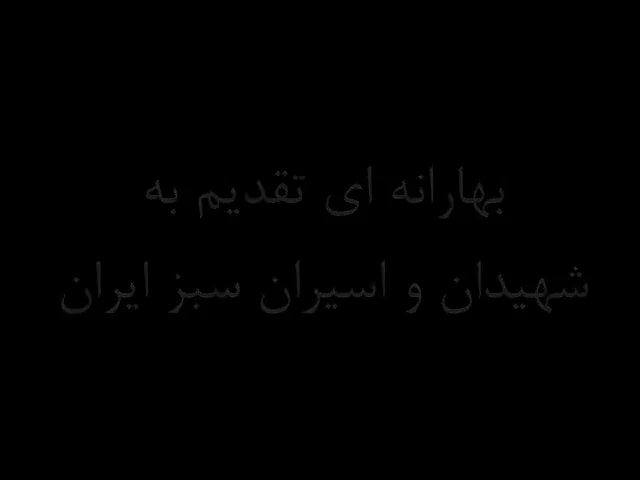 بهارانه ای تقدیم به
شهیدان و اسیران سبز ایران